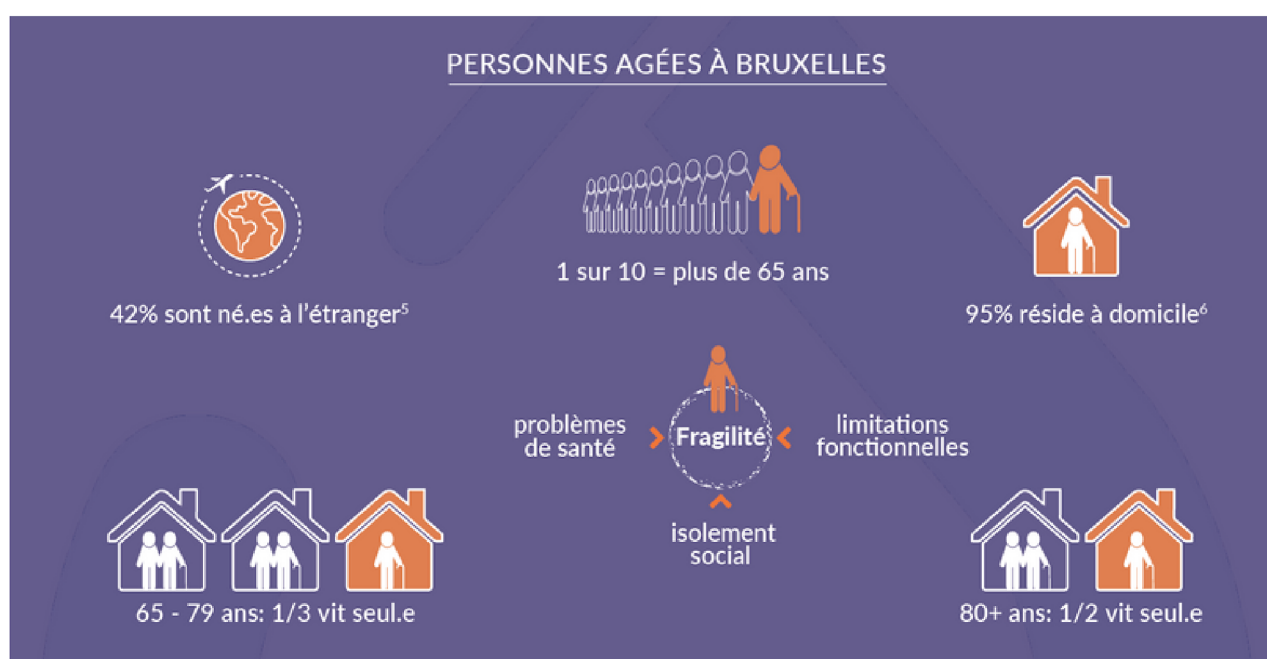 PERSONNES AGÉES À BRUXELLES
1 sur 10 = plus de 65 ans
42% sont né.es à l'étranger⁵
95% réside à domicile⁶
problèmes
de santé
Fragilité
limitations
fonctionnelles
isolement
social
65 - 79 ans: 1/3 vit seul.e
80+ ans: 1/2 vit seul.e